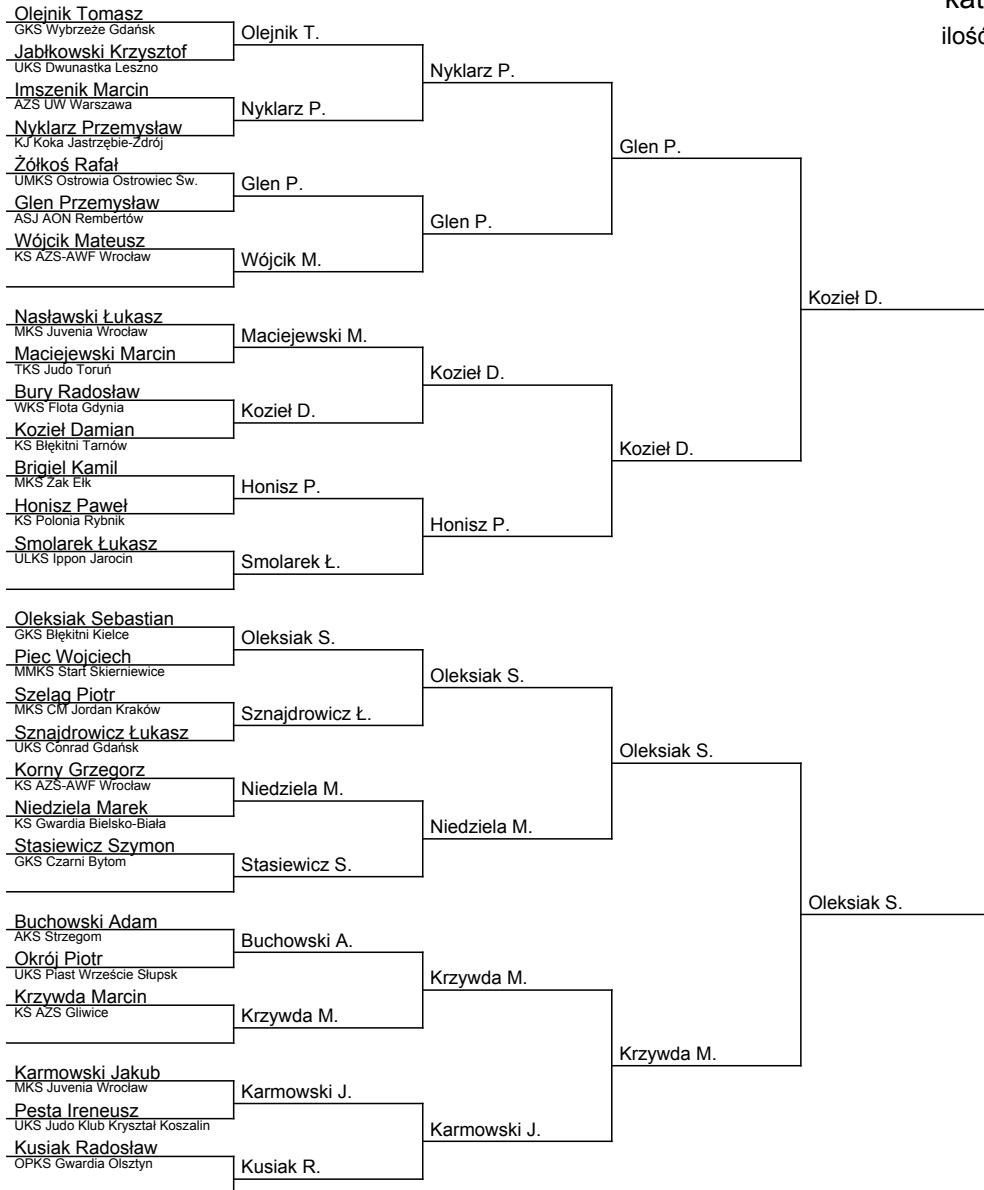 kat
ilość
Olejnik Tomasz
GKS Wybrzeże Gdańsk
Jabłkowski Krzysztof
UKS Dwunastka Leszno
Imszenik Marcin
AZS UW Warszawa
Nyklarz Przemysław
KJ Koka Jastrzębie-Zdrój
Żółkoś Rafał
UMKS Ostrowia Ostrowiec Św.
Glen Przemysław
ASJ AON Rembertów
Wójcik Mateusz
KS AZS-AWF Wrocław
Nasławski Łukasz
MKS Juvenia Wrocław
Maciejewski Marcin
TKS Judo Toruń
Bury Radosław
WKS Flota Gdynia
Kozieł Damian
KS Błękitni Tarnów
Brigiel Kamil
MKS Żak Ełk
Honisz Paweł
KS Polonia Rybnik
Smolarek Łukasz
ULKS Ippon Jarocin
Oleksiak Sebastian
GKS Błękitni Kielce
Piec Wojciech
MMKS Start Skierniewice
Szeląg Piotr
MKS CM Jordan Kraków
Sznajdrowicz Łukasz
UKS Conrad Gdańsk
Korny Grzegorz
KS AZS-AWF Wrocław
Niedziela Marek
KS Gwardia Bielsko-Biała
Stasiewicz Szymon
GKS Czarni Bytom
Buchowski Adam
AKS Strzegom
Okrój Piotr
UKS Piast Wrzeście Słupsk
Krzywda Marcin
KS AZS Gliwice
Karmowski Jakub
MKS Juvenia Wrocław
Pesta Ireneusz
UKS Judo Klub Kryształ Koszalin
Kusiak Radosław
OPKS Gwardia Olsztyn
Olejnik T.
Nyklarz P.
Glen P.
Wójcik M.
Maciejewski M.
Kozieł D.
Honisz P.
Smolarek Ł.
Oleksiak S.
Sznajdrowicz Ł.
Niedziela M.
Stasiewicz S.
Buchowski A.
Krzywda M.
Karmowski J.
Kusiak R.
Nyklarz P.
Glen P.
Kozieł D.
Honisz P.
Oleksiak S.
Niedziela M.
Krzywda M.
Karmowski J.
Glen P.
Kozieł D.
Oleksiak S.
Krzywda M.
Kozieł D.
Oleksiak S.